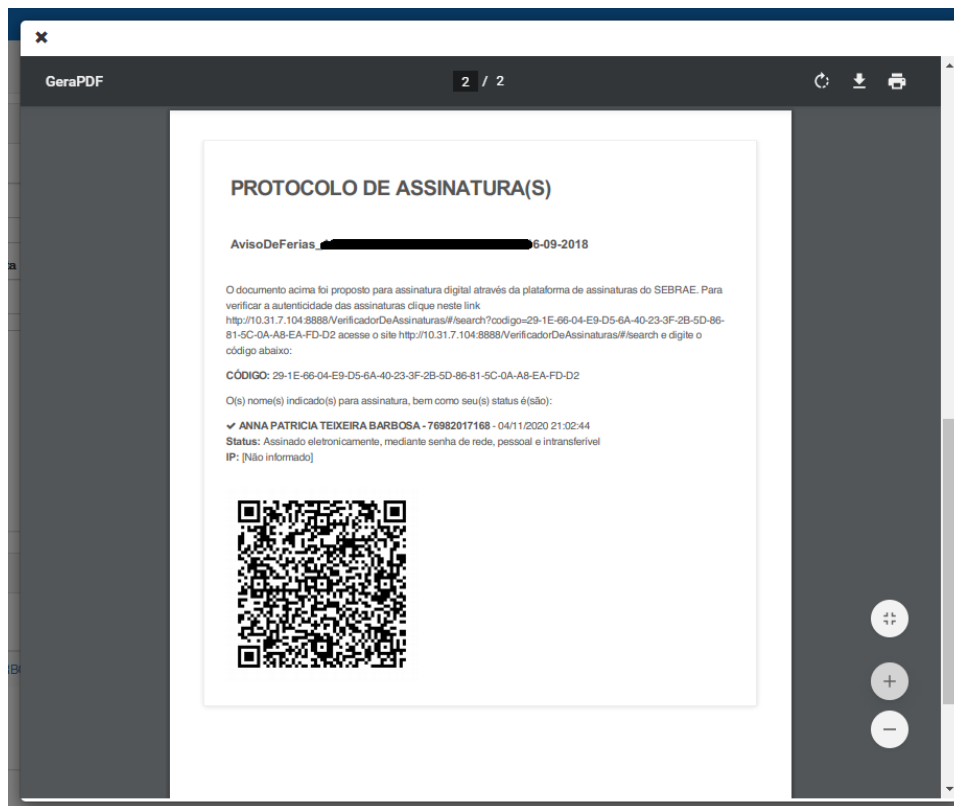 ta
RBO
GeraPDF
2 / 2
PROTOCOLO DE ASSINATURA(S)
AvisoDeFerias_ 6-09-2018
O documento acima foi proposto para assinatura digital através da plataforma de assinaturas do SEBRAE. Para
verificar a autenticidade das assinaturas clique neste link
http://10.31.7.104:8888/VerificadorDeAssinaturas/#/search?codigo=29-1E-66-04-E9-D5-6A-40-23-3F-2B-5D-86-
81-5C-0A-A8-EA-FD-D2 acesse o site http://10.31.7.104:8888/VerificadorDeAssinaturas/#/search e digite o
código abaixo:
CÓDIGO: 29-1E-66-04-E9-D5-6A-40-23-3F-2B-5D-86-81-5C-0A-A8-EA-FD-D2
O(s) nome(s) indicado(s) para assinatura, bem como seu(s) status é(são):
ANNA PATRICIA TEIXEIRA BARBOSA - 76982017168 - 04/11/2020 21:02:44
Status: Assinado eletronicamente, mediante senha de rede, pessoal e intransferível
IP: [Não informado]